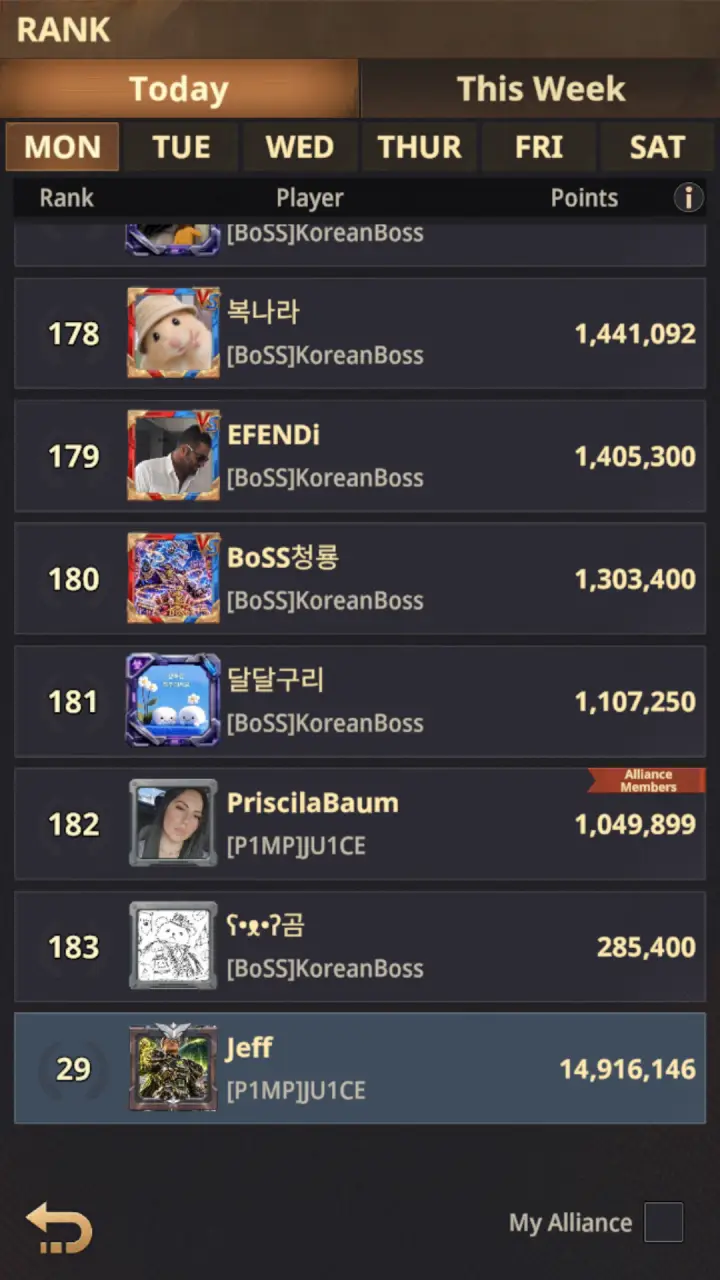 RANK
Today
This Week
MON
TUE
WED
THUR
FRI
SAT
Rank
Player
Points
[BoSS]KoreanBoss
178
복나라
[BoSS]KoreanBoss
1,441,092
179
EFENDi
[BoSS]KoreanBoss
1,405,300
180
BoSS청룡
[BoSS]KoreanBoss
1,303,400
181
달달구리
[BoSS]KoreanBoss
1,107,250
Alliance
Members
182
PriscilaBaum
[P1MP]JU1CE
1,049,899
183
ʕ•ᴥ•ʔ곰
[BoSS]KoreanBoss
285,400
29
Jeff
[P1MP]JU1CE
14,916,146
My Alliance